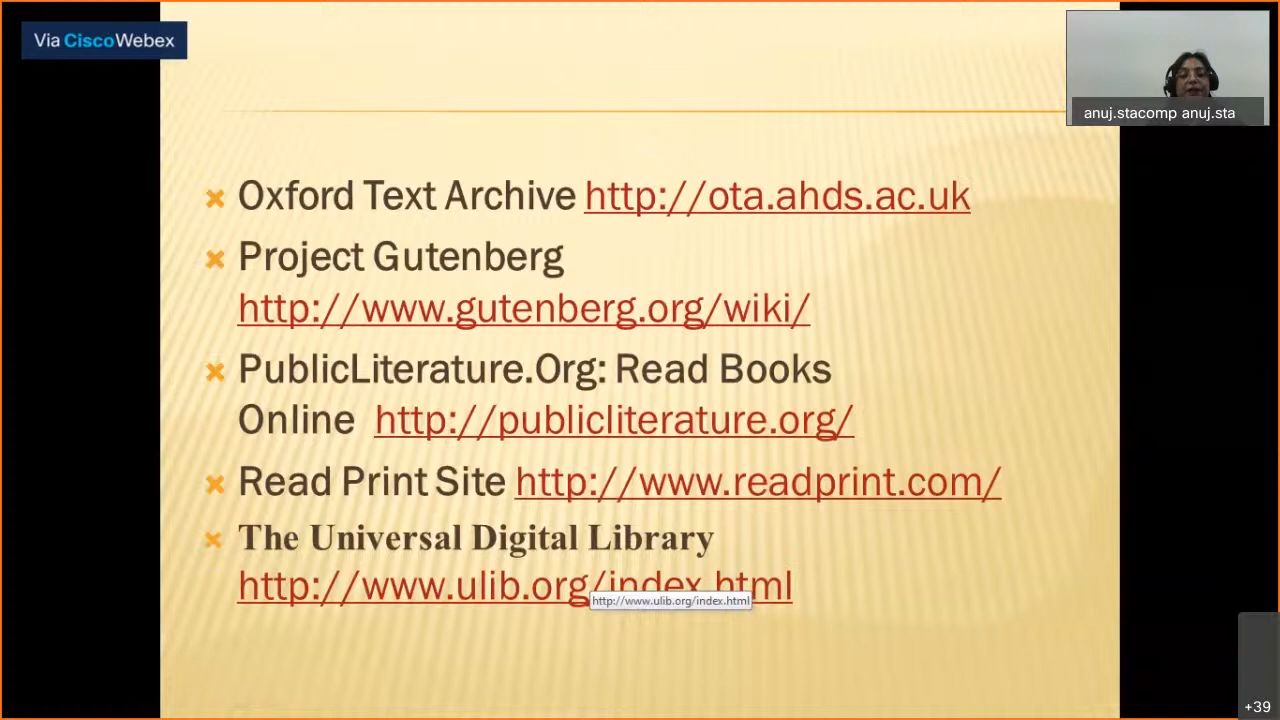 Via CiscoWebex
anuj.stacomp anuj.sta
Oxford Text Archive http://ota.ahds.ac.uk
Project Gutenberg
http://www.gutenberg.org/wiki/
PublicLiterature.Org: Read Books
Online http://publicliterature.org/
Read Print Site http://www.readprint.com/
The Universal Digital Library
http://www.ulib.org/index.html
http://www.ulib.org/index.html
+39